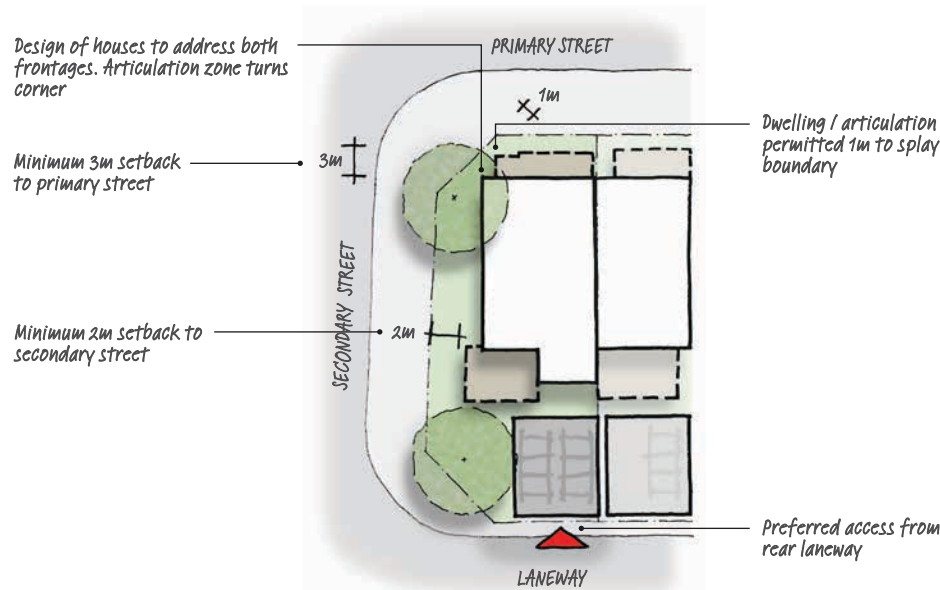 Design of houses to address both
frontages. Articulation zone turns
corner
PRIMARY STREET
1m
Dwelling / articulation
permitted 1m to splay
boundary
Minimum 3m setback
to primary street
3m
SECONDARY STREET
Minimum 2m setback to
secondary street
2m
Preferred access from
rear laneway
LANEWAY